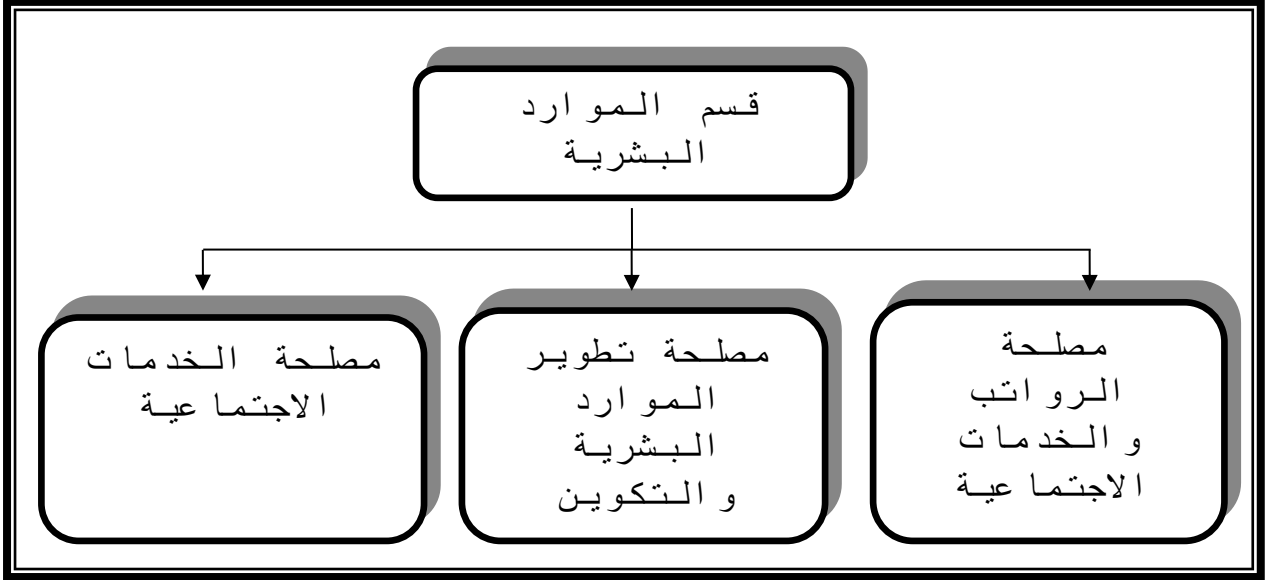 قسم الموارد
البشرية
مصلحة
الرواتب
والخدمات
الاجتماعية
مصلحة تطوير
الموارد
البشرية
والتكوين
مصلحة الخدمات
الاجتماعية